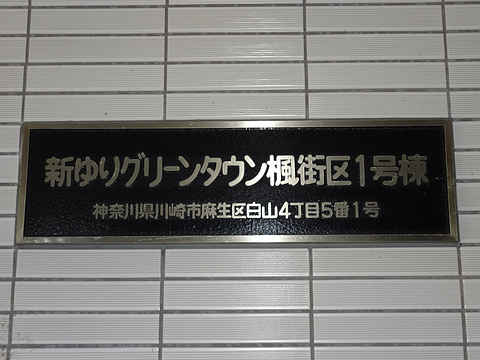 新ゆりグリーンタウン楓街区1号棟
神奈川県川崎市麻生区白山4丁目5番1号